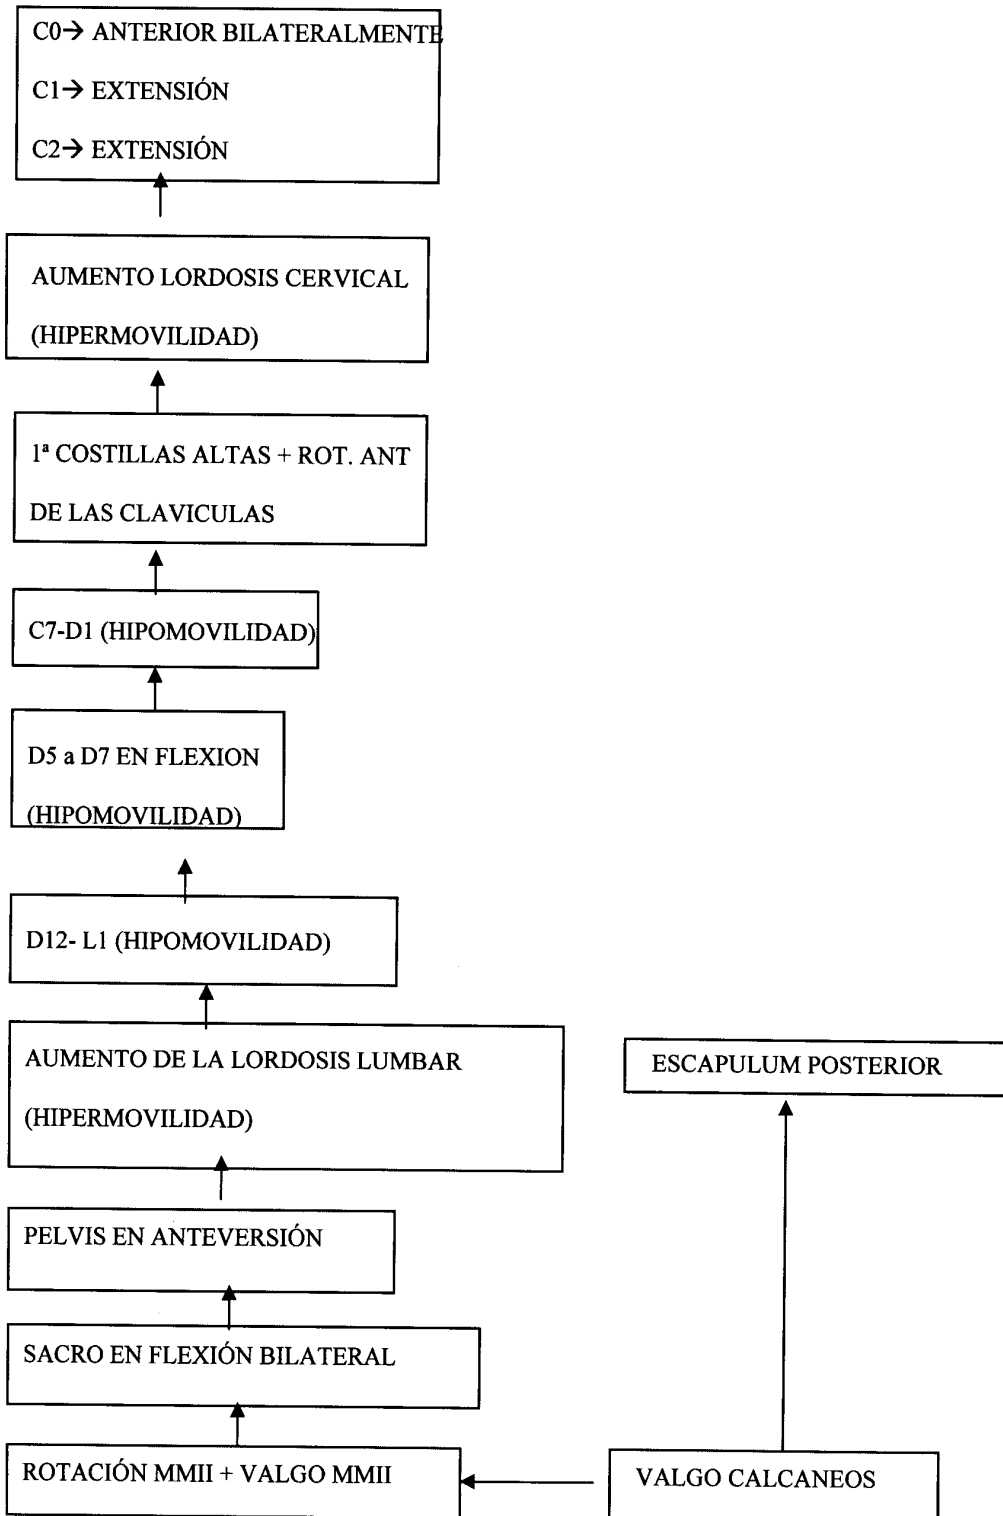 C0→ ANTERIOR BILATERALMENTE
C1→ EXTENSIÓN
C2→ EXTENSIÓN
AUMENTO LORDOSIS CERVICAL
(HIPERMOVILIDAD)
1ª COSTILLAS ALTAS + ROT. ANT
DE LAS CLAVICULAS
C7-D1 (HIPOMOVILIDAD)
D5 a D7 EN FLEXION
(HIPOMOVILIDAD)
D12- L1 (HIPOMOVILIDAD)
AUMENTO DE LA LORDOSIS LUMBAR
(HIPERMOVILIDAD)
ESCAPULUM POSTERIOR
PELVIS EN ANTEVERSIÓN
SACRO EN FLEXIÓN BILATERAL
ROTACIÓN MMII + VALGO MMII
VALGO CALCANEOS